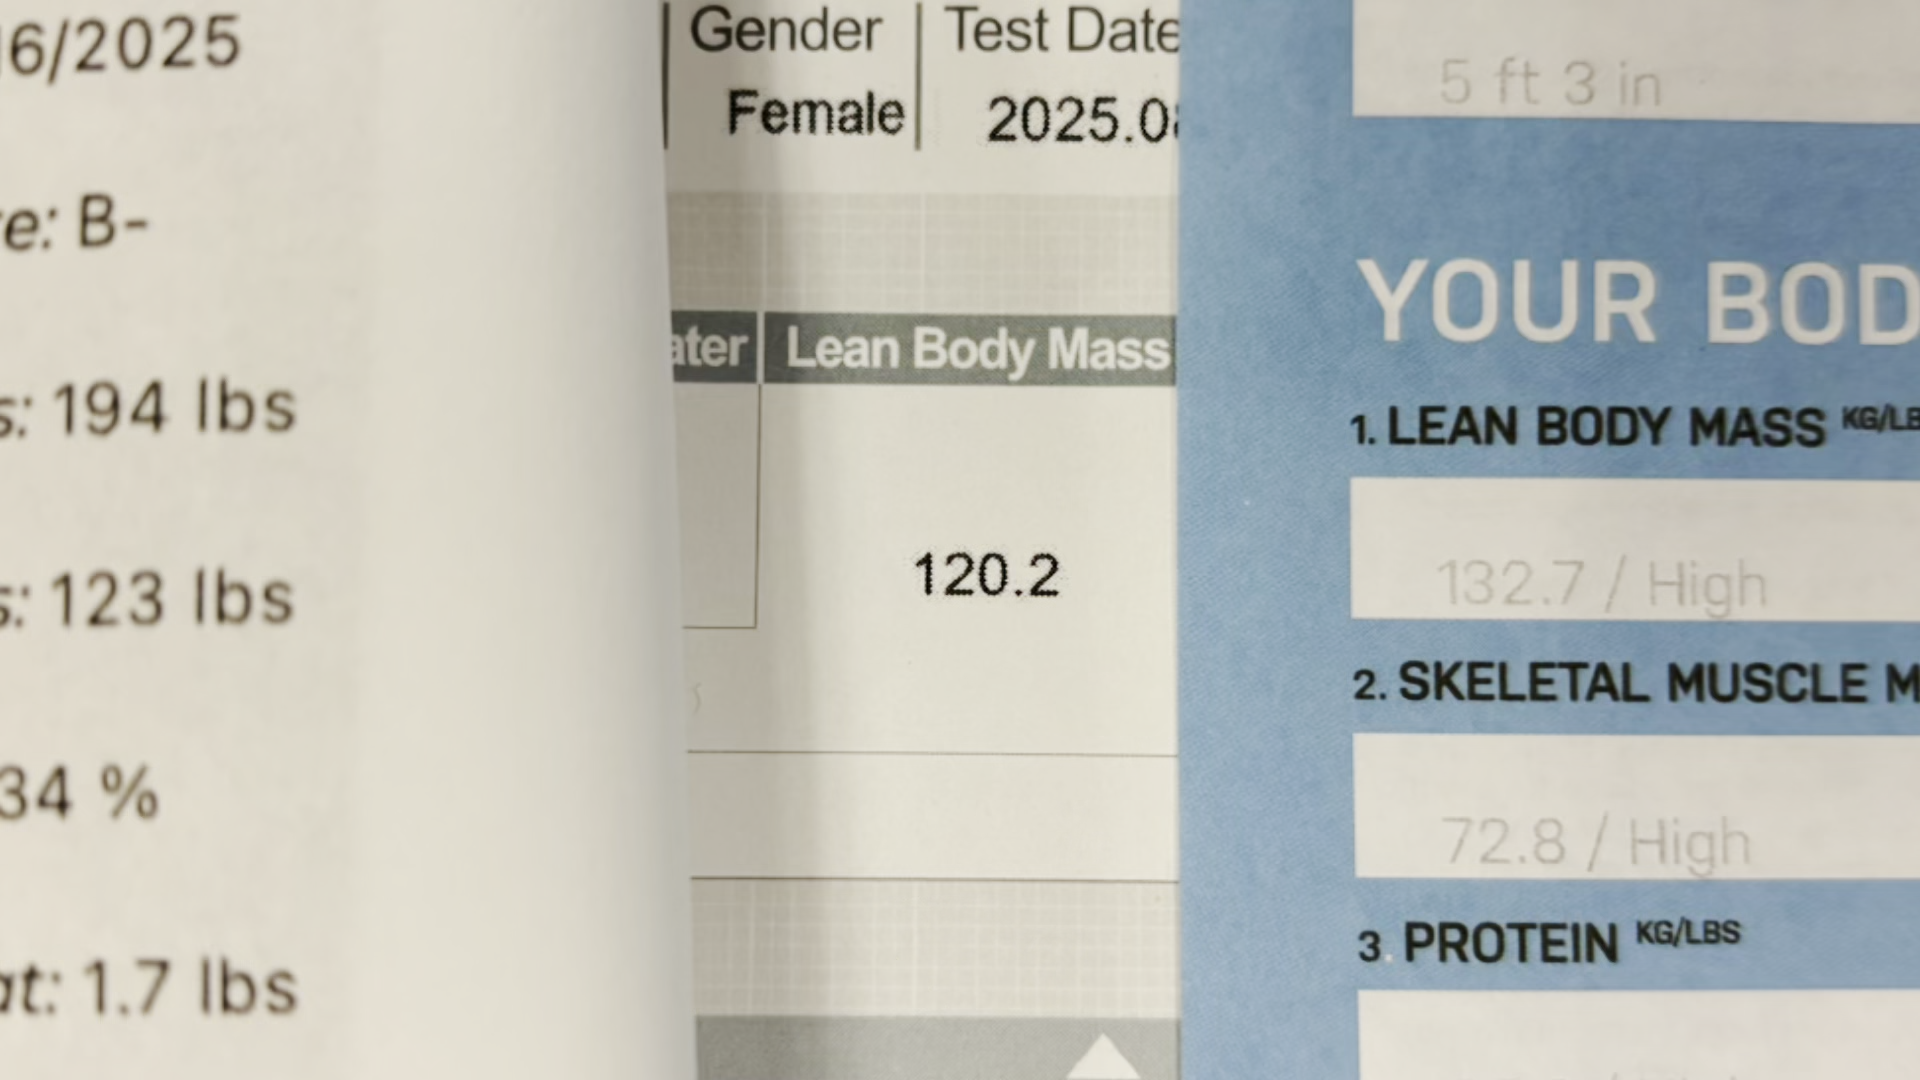 6/2025
e: B-
s: 194 lbs
s: 123 lbs
34 %
at: 1.7 lbs
Gender
Test Date
Female
2025.0
ater
Lean Body Mass
120.2
5 ft 3 in
YOUR BOD
1. LEAN BODY MASS KG/LB
132.7 / High
2. SKELETAL MUSCLE M
72.8 / High
3. PROTEIN KG/LBS